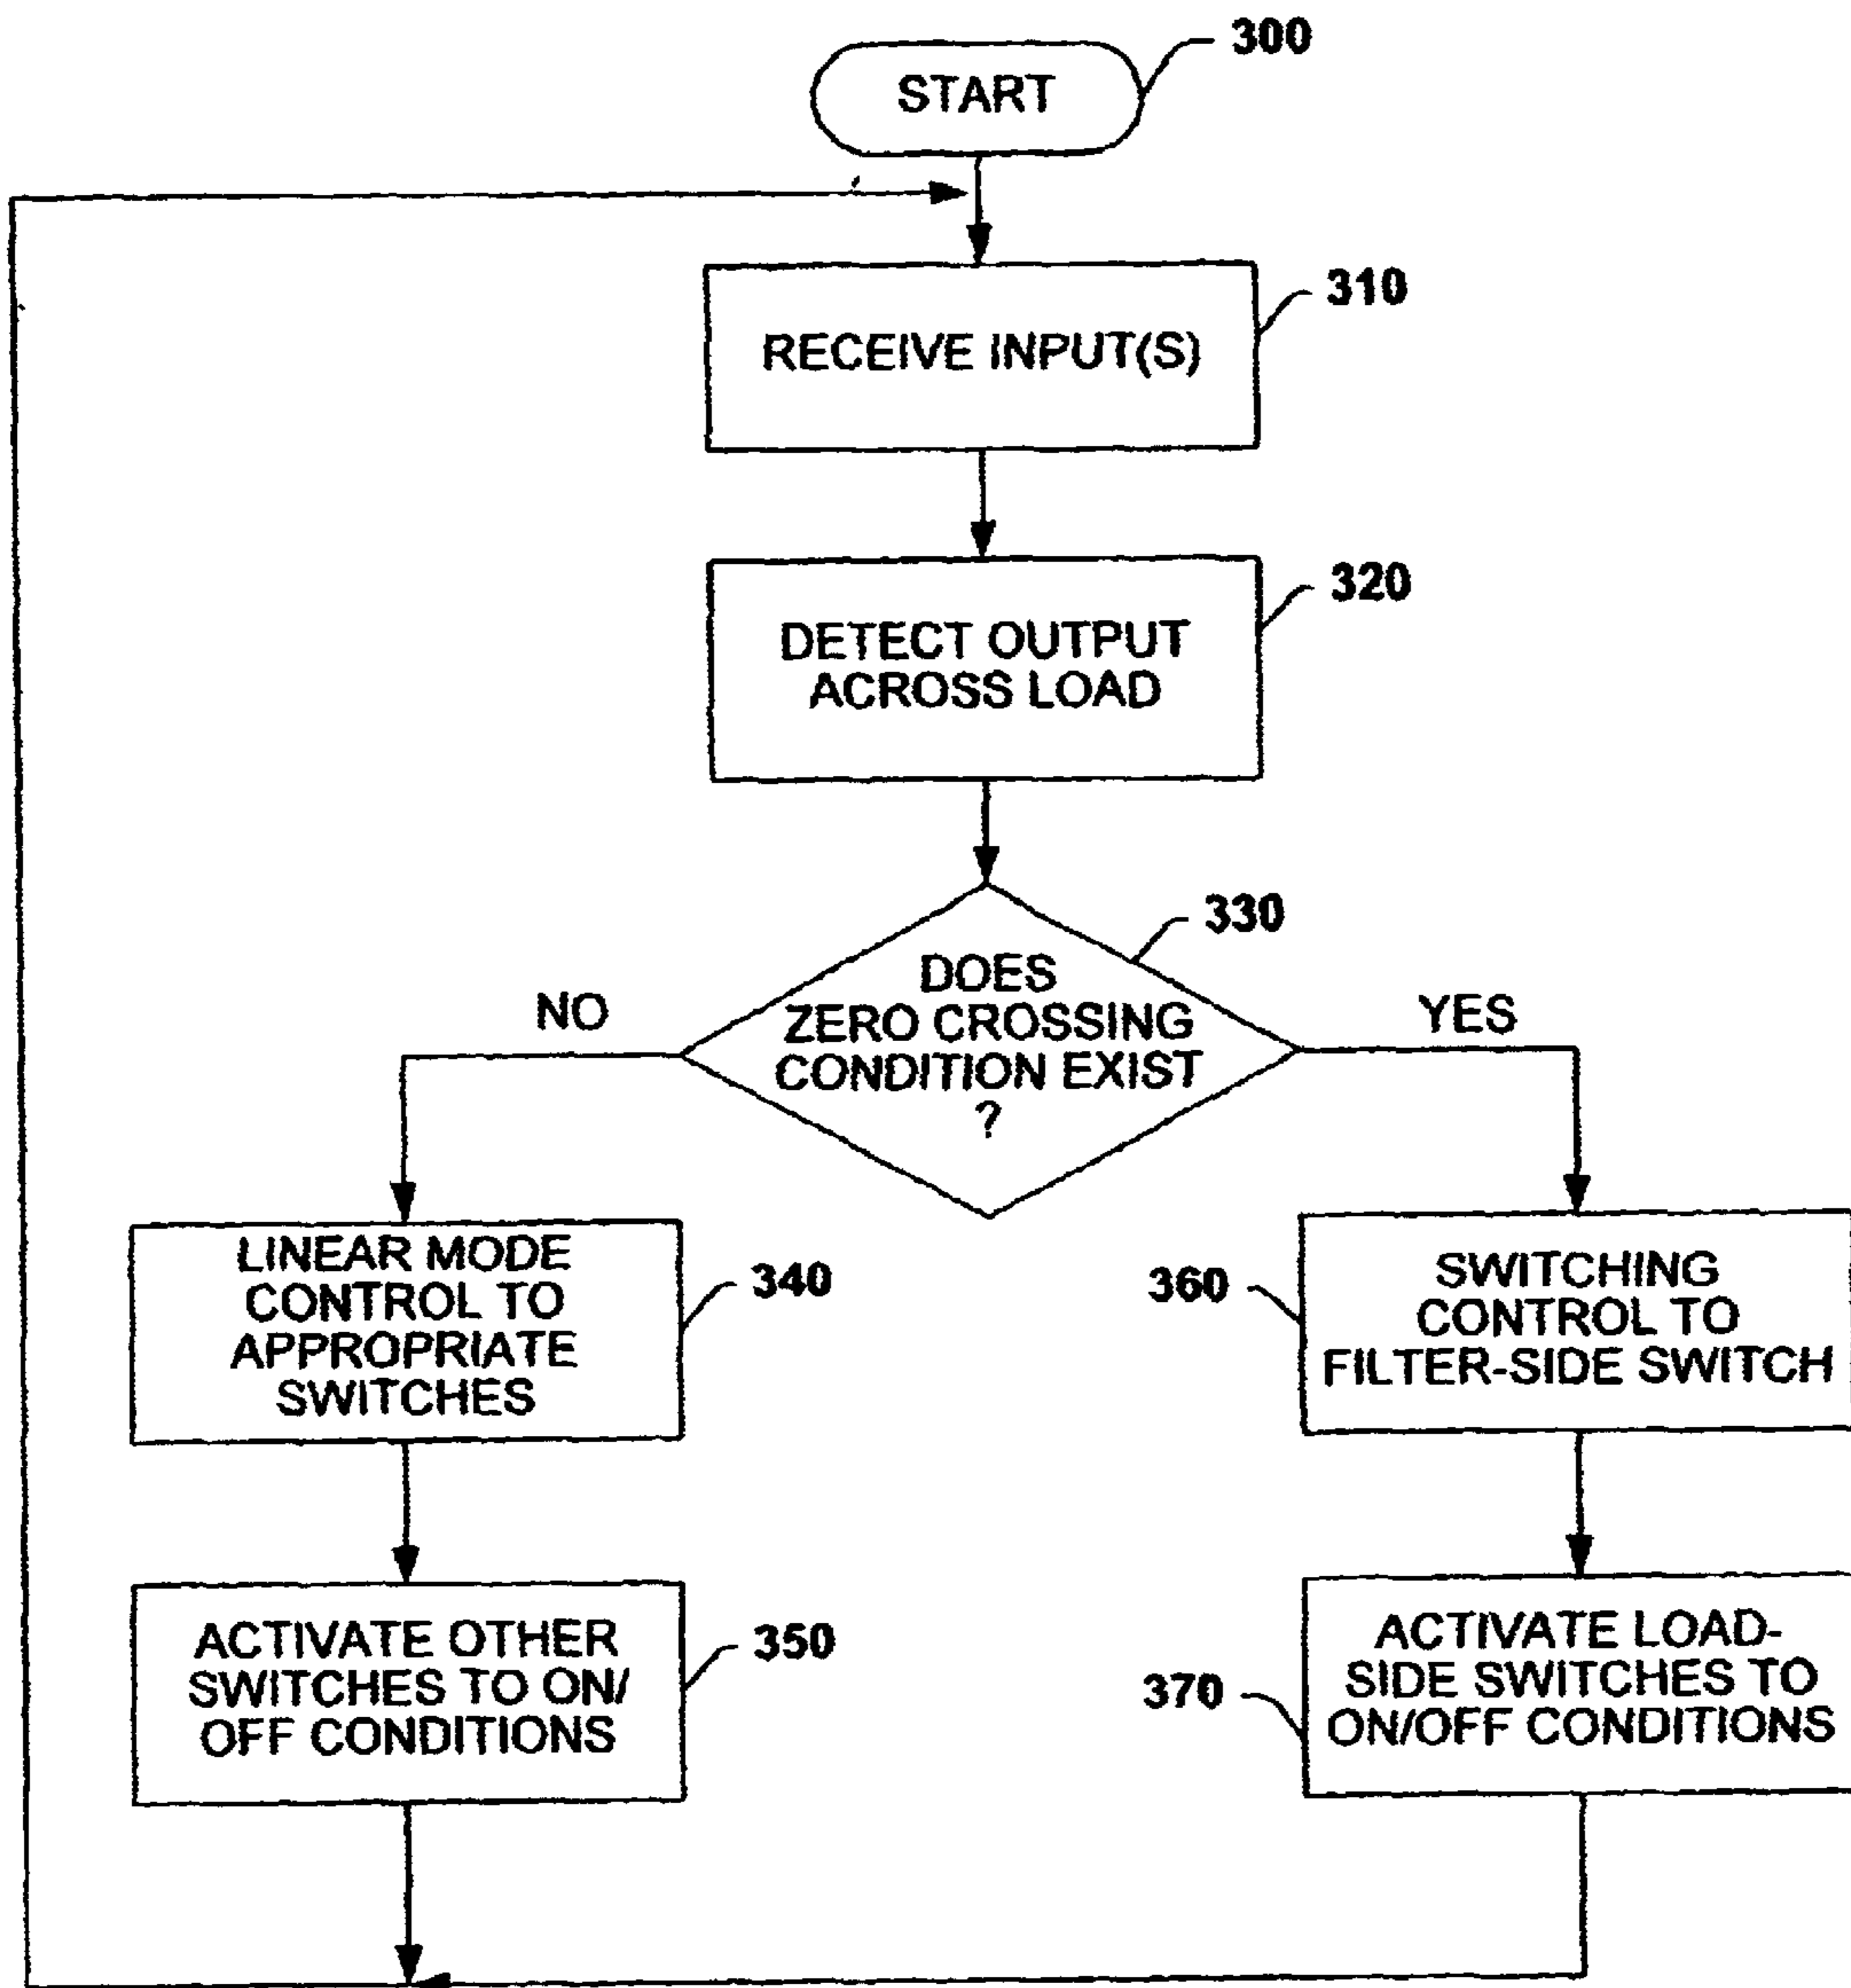 300
START
310
RECEIVE INPUT(S)
320
DETECT OUTPUT
ACROSS LOAD
330
DOES
ZERO CROSSING
CONDITION EXIST
?
NO
YES
LINEAR MODE
CONTROL TO
APPROPRIATE
SWITCHES
340
360
SWITCHING
CONTROL TO
FILTER-SIDE SWITCH
ACTIVATE OTHER
SWITCHES TO ON/
OFF CONDITIONS
350
370
ACTIVATE LOAD-
SIDE SWITCHES TO
ON/OFF CONDITIONS